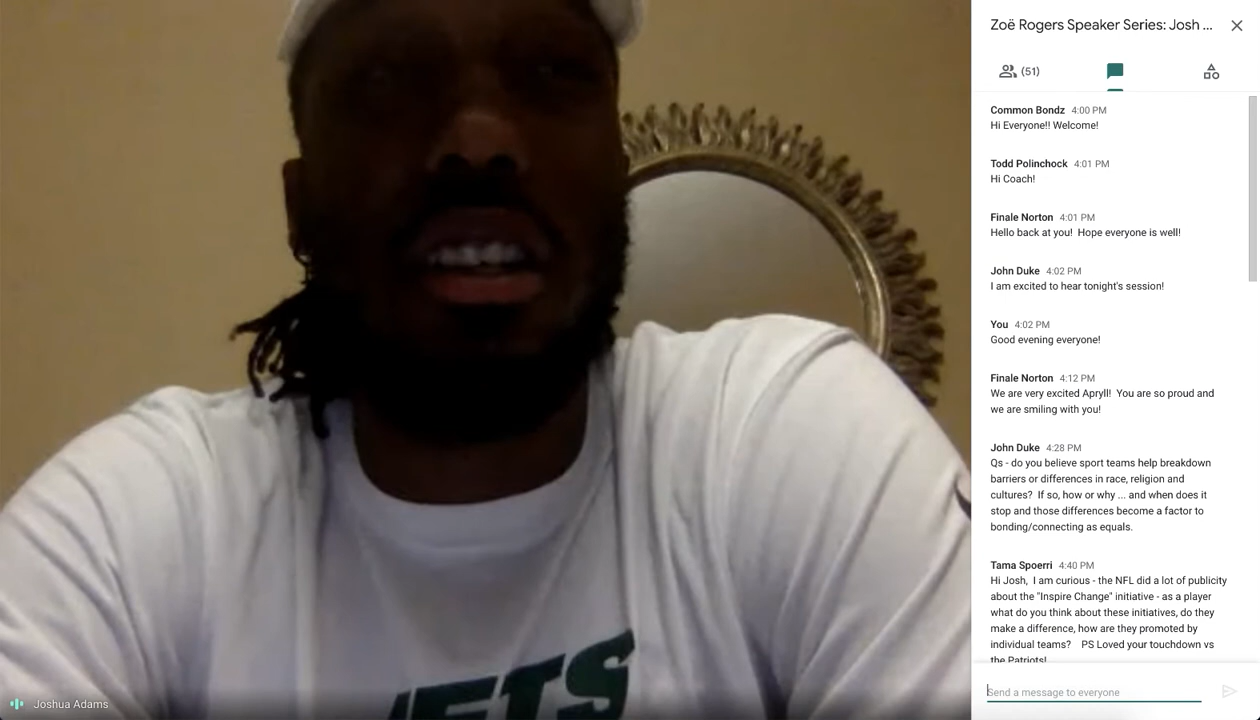 Zoë Rogers Speaker Series: Josh ...
(51)
Common Bondz 4:00 PM
Hi Everyone!! Welcome!
Todd Polinchock 4:01 PM
Hi Coach!
Finale Norton 4:01 PM
Hello back at you!  Hope everyone is well!
John Duke 4:02 PM
I am excited to hear tonight's session!
You 4:02 PM
Good evening everyone!
Finale Norton 4:12 PM
We are very excited Apryll!  You are so proud and
we are smiling with you!
John Duke 4:28 PM
Qs - do you believe sport teams help breakdown
barriers or differences in race, religion and
cultures?  If so, how or why ... and when does it
stop and those differences become a factor to
bonding/connecting as equals.
Tama Spoerri 4:40 PM
Hi Josh,  I am curious - the NFL did a lot of publicity
about the "Inspire Change" initiative - as a player
what do you think about these initiatives, do they
make a difference, how are they promoted by
individual teams?    PS Loved your touchdown vs
the Patriots!
Send a message to everyone
JETS
Joshua Adams